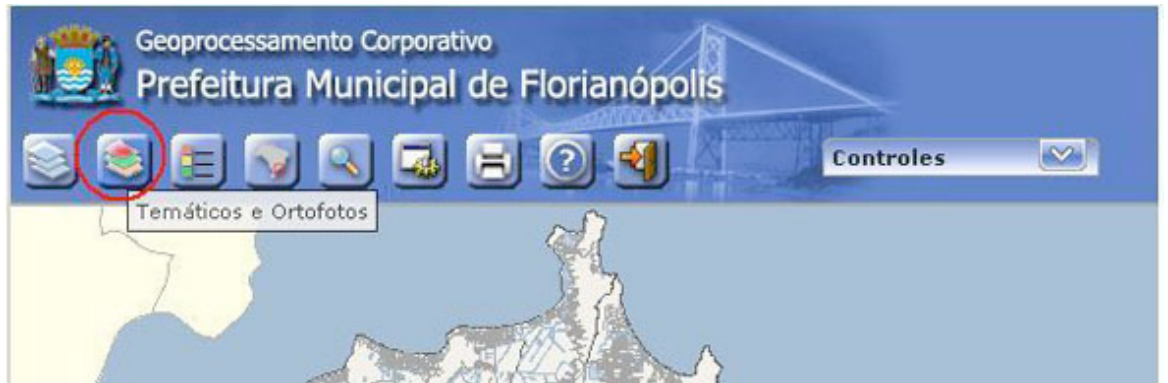 Geoprocessamento Corporativo
Prefeitura Municipal de Florianópolis
?
Controles
Temáticos e Ortofotos